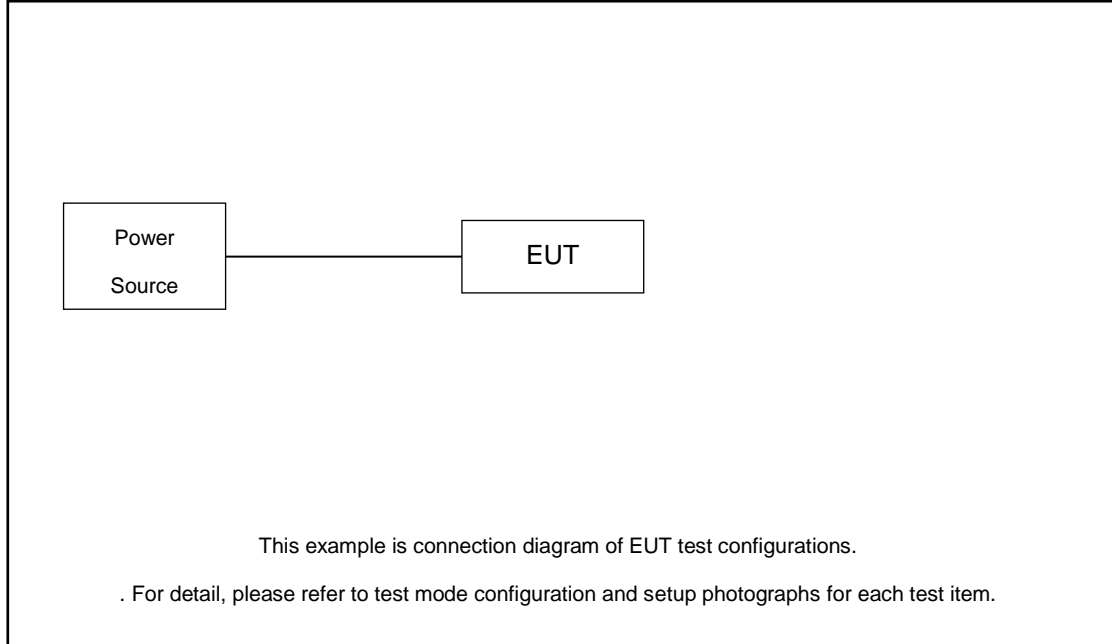 Power
Source
EUT
This example is connection diagram of EUT test configurations.
. For detail, please refer to test mode configuration and setup photographs for each test item.